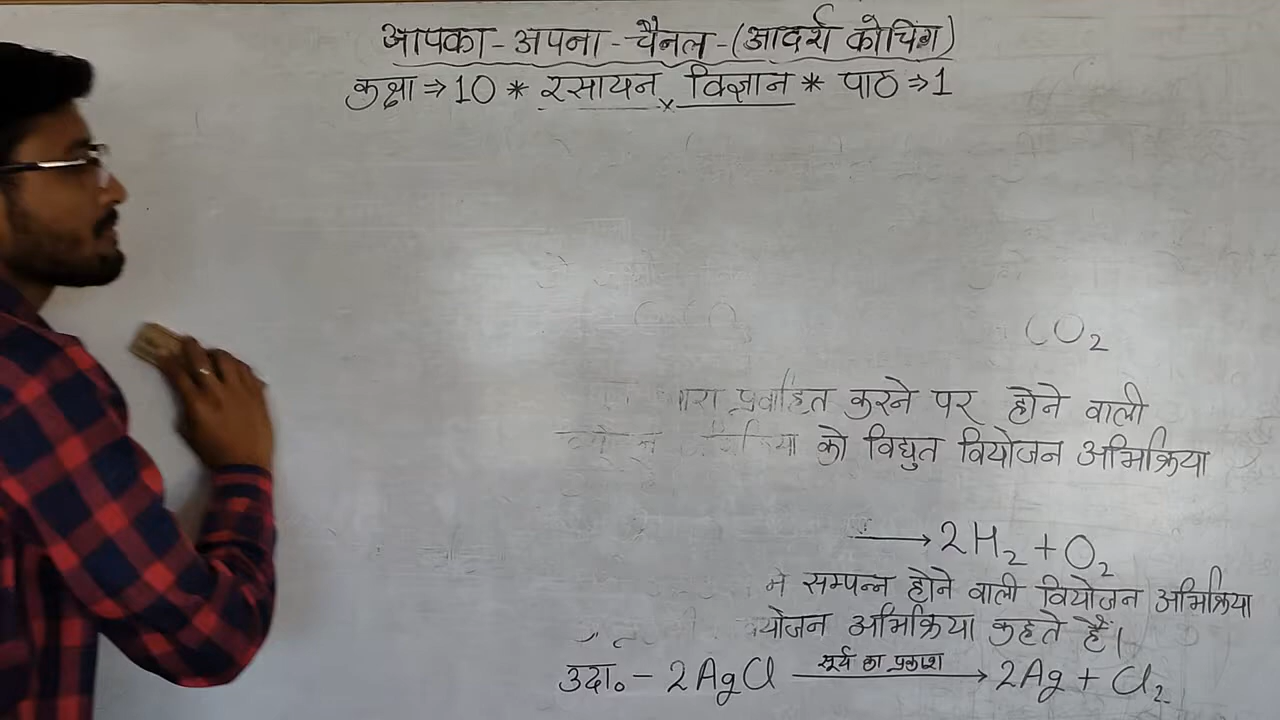 आपका-अपना-चैनल-(आदर्श कोचिंग)
कक्षा ⇒ 10 * रसायन विज्ञान * पाठ ⇒ 1
CO₂
प्रवाहित करने पर होने वाली
को विद्युत वियोजन अभिक्रिया
→ 2H₂ + O₂
सम्पन्न होने वाली वियोजन अभिक्रिया
योजन अभिक्रिया कहते हैं।
उदा॰ - 2AgCl सूर्य का प्रकाश → 2Ag + Cl₂